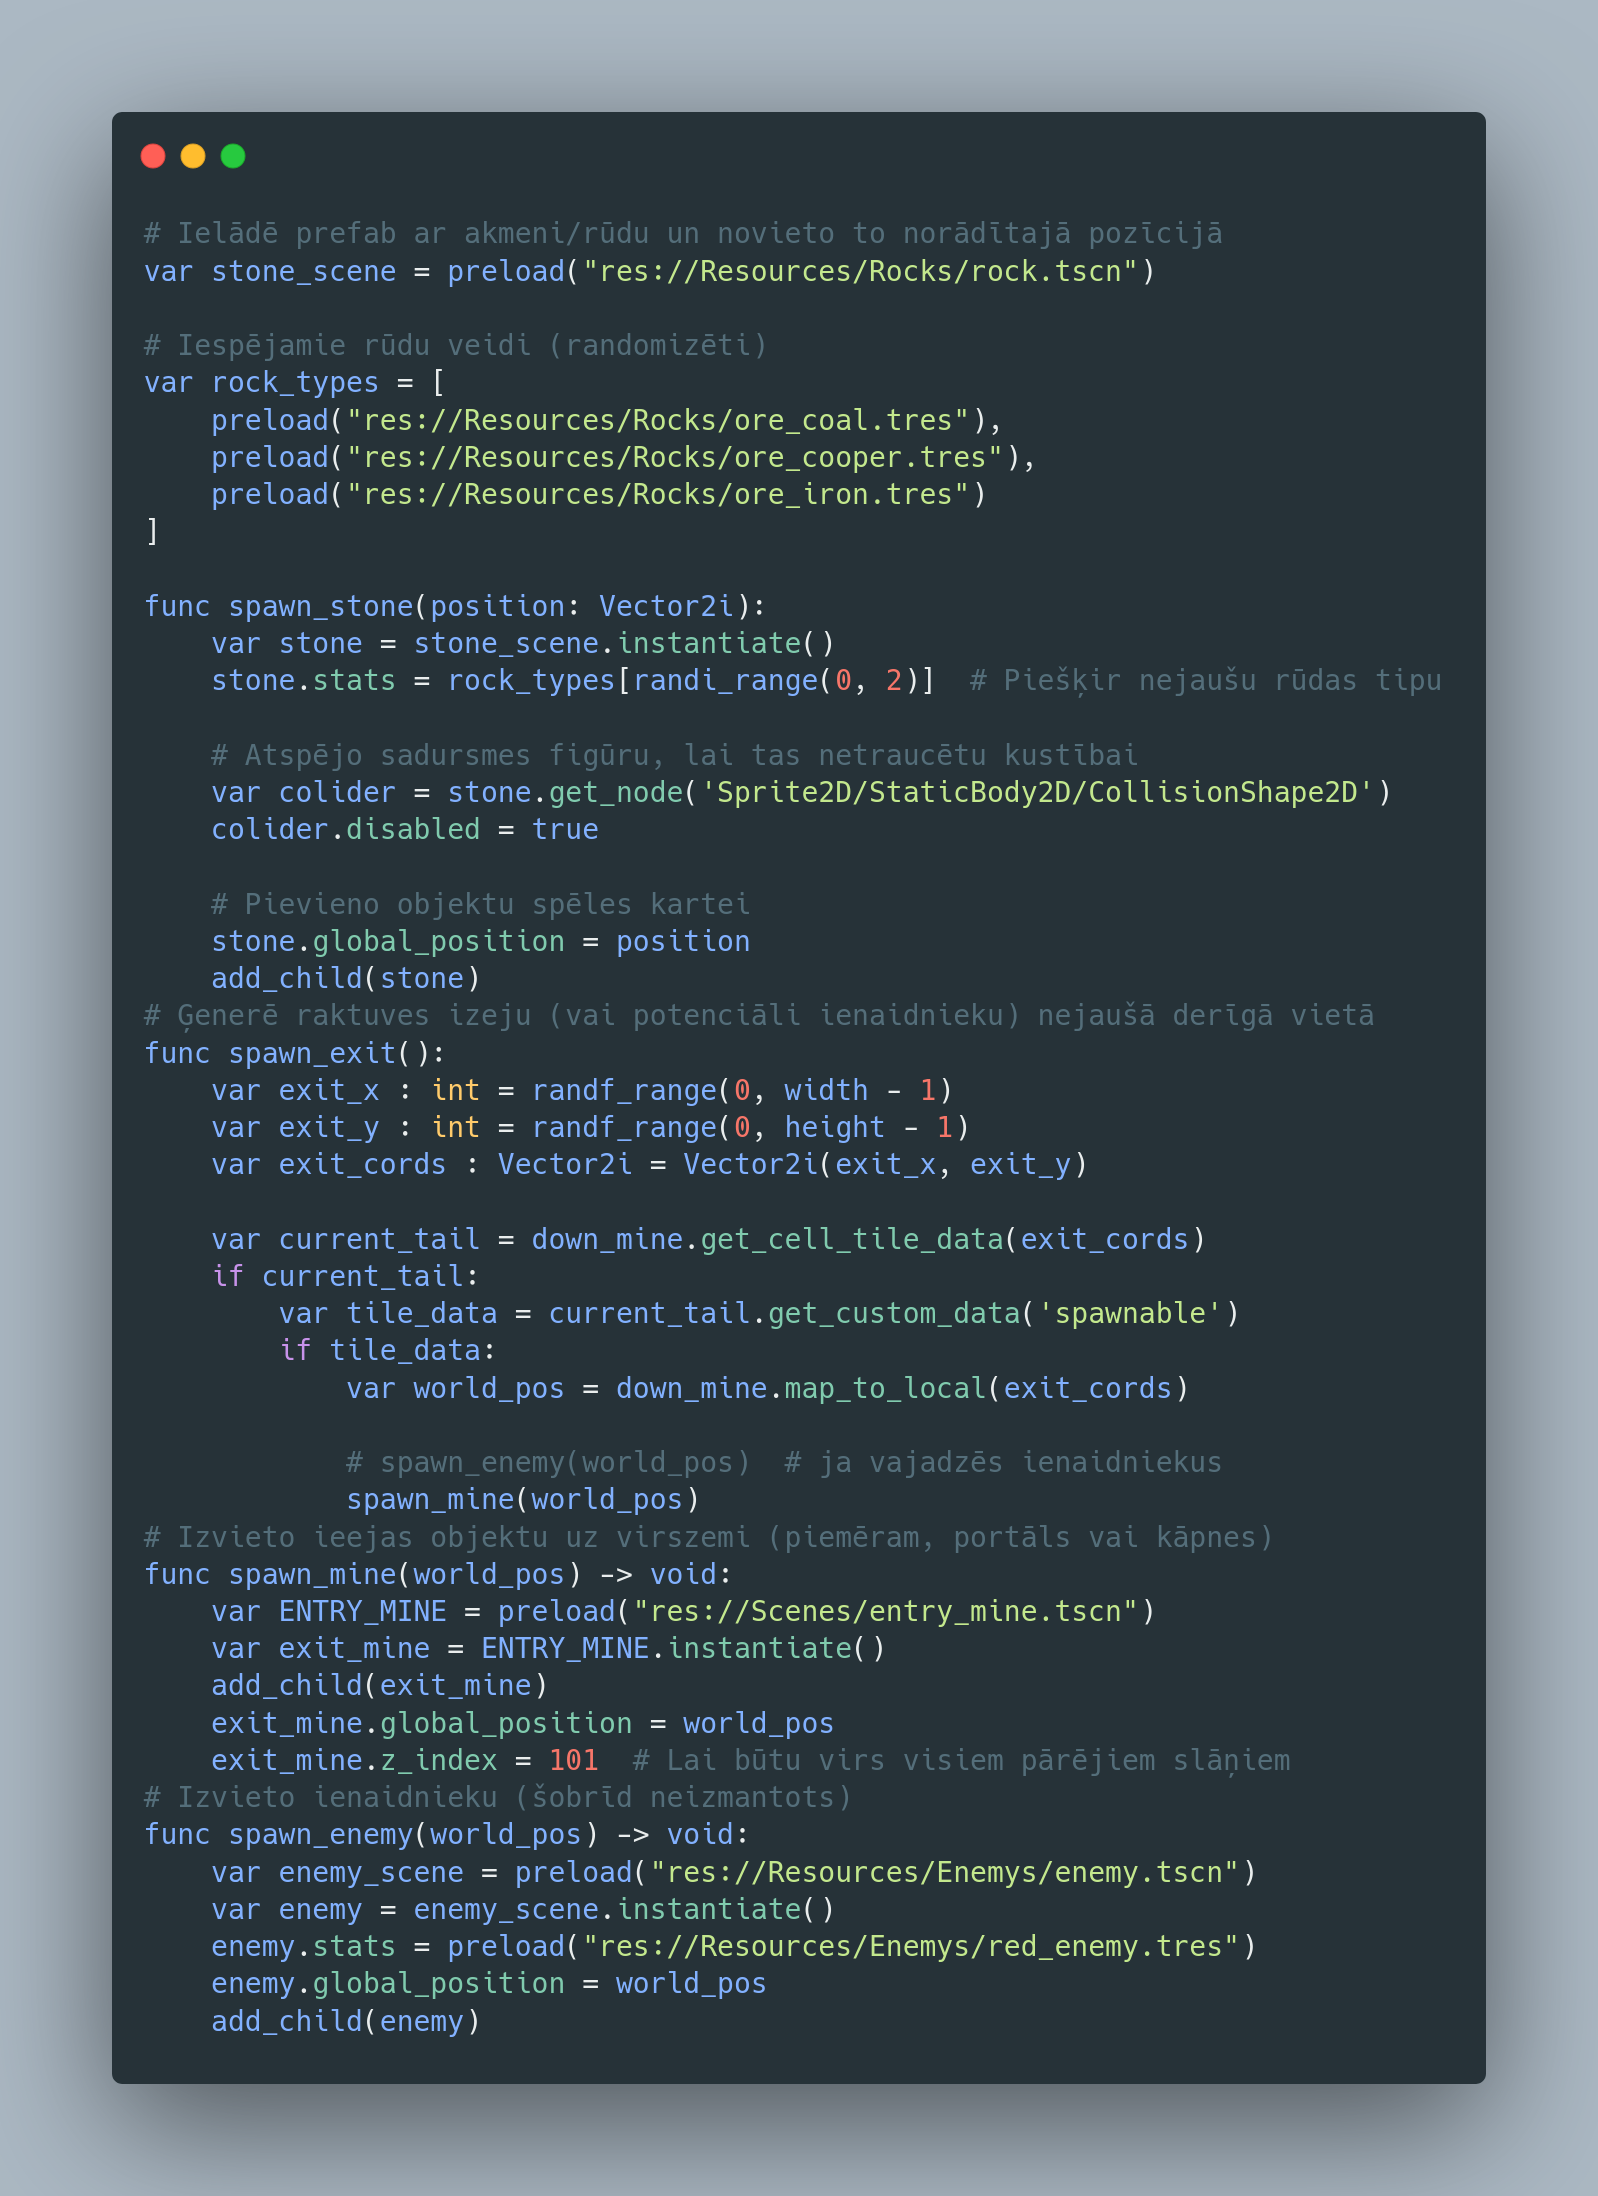 # Ielādē prefab ar akmeni/rūdu un novieto to norādītajā pozīcijā
var stone_scene = preload("res://Resources/Rocks/rock.tscn")
# Iespējamie rūdu veidi (randomizēti)
var rock_types = [
    preload("res://Resources/Rocks/ore_coal.tres"),
    preload("res://Resources/Rocks/ore_cooper.tres"),
    preload("res://Resources/Rocks/ore_iron.tres")
]
func spawn_stone(position: Vector2i):
    var stone = stone_scene.instantiate()
    stone.stats = rock_types[randi_range(0, 2)]  # Piešķir nejaušu rūdas tipu
    # Atspējo sadursmes figūru, lai tas netraucētu kustībai
    var colider = stone.get_node('Sprite2D/StaticBody2D/CollisionShape2D')
    colider.disabled = true
    # Pievieno objektu spēles kartei
    stone.global_position = position
    add_child(stone)
# Ģenerē raktuves izeju (vai potenciāli ienaidnieku) nejaušā derīgā vietā
func spawn_exit():
    var exit_x : int = randf_range(0, width - 1)
    var exit_y : int = randf_range(0, height - 1)
    var exit_cords : Vector2i = Vector2i(exit_x, exit_y)
    var current_tail = down_mine.get_cell_tile_data(exit_cords)
    if current_tail:
        var tile_data = current_tail.get_custom_data('spawnable')
        if tile_data:
            var world_pos = down_mine.map_to_local(exit_cords)
            # spawn_enemy(world_pos)  # ja vajadzēs ienaidniekus
            spawn_mine(world_pos)
# Izvieto ieejas objektu uz virszemi (piemēram, portāls vai kāpnes)
func spawn_mine(world_pos) -> void:
    var ENTRY_MINE = preload("res://Scenes/entry_mine.tscn")
    var exit_mine = ENTRY_MINE.instantiate()
    add_child(exit_mine)
    exit_mine.global_position = world_pos
    exit_mine.z_index = 101  # Lai būtu virs visiem pārējiem slāņiem
# Izvieto ienaidnieku (šobrīd neizmantots)
func spawn_enemy(world_pos) -> void:
    var enemy_scene = preload("res://Resources/Enemys/enemy.tscn")
    var enemy = enemy_scene.instantiate()
    enemy.stats = preload("res://Resources/Enemys/red_enemy.tres")
    enemy.global_position = world_pos
    add_child(enemy)